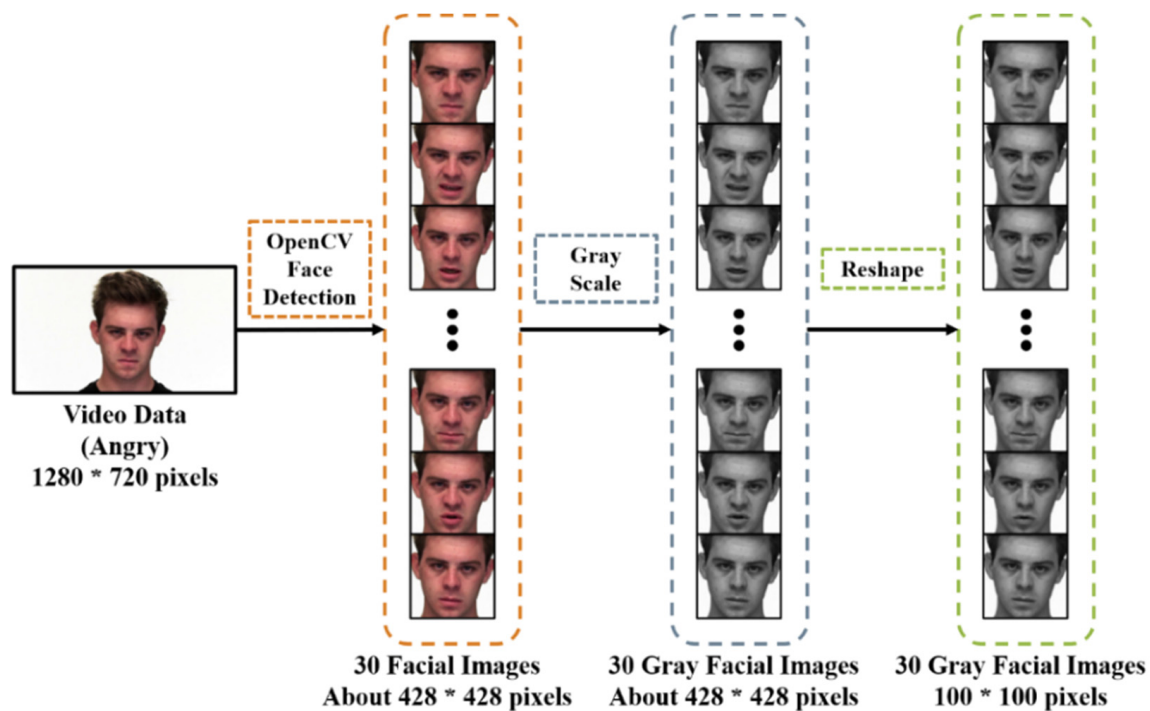 OpenCV
Face
Detection
Gray
Scale
Reshape
Video Data
(Angry)
1280 * 720 pixels
30 Facial Images
About 428 * 428 pixels
30 Gray Facial Images
About 428 * 428 pixels
30 Gray Facial Images
100 * 100 pixels